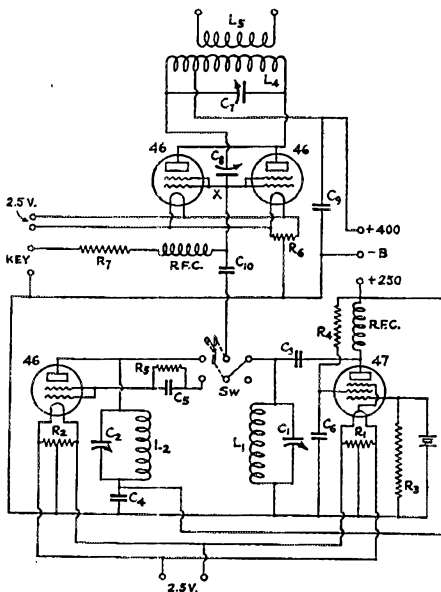 L5
L4
C7
46
C8
46
X
2.5 V.
C9
+400
R6
KEY
R7
R.F.C.
C10
-B
+250
R4
R.F.C.
46
R5
C3
47
C5
SW
R2
C2
L2
L1
C1
C6
R1
R3
C4
2.5V.